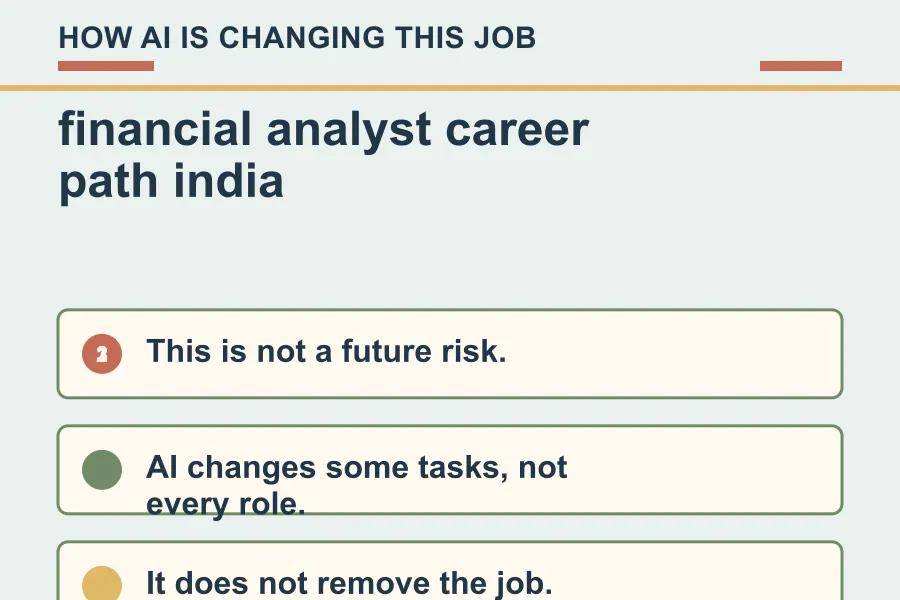 HOW AI IS CHANGING THIS JOB
financial analyst career
path india
This is not a future risk.
AI changes some tasks, not
every role.
It does not remove the job.